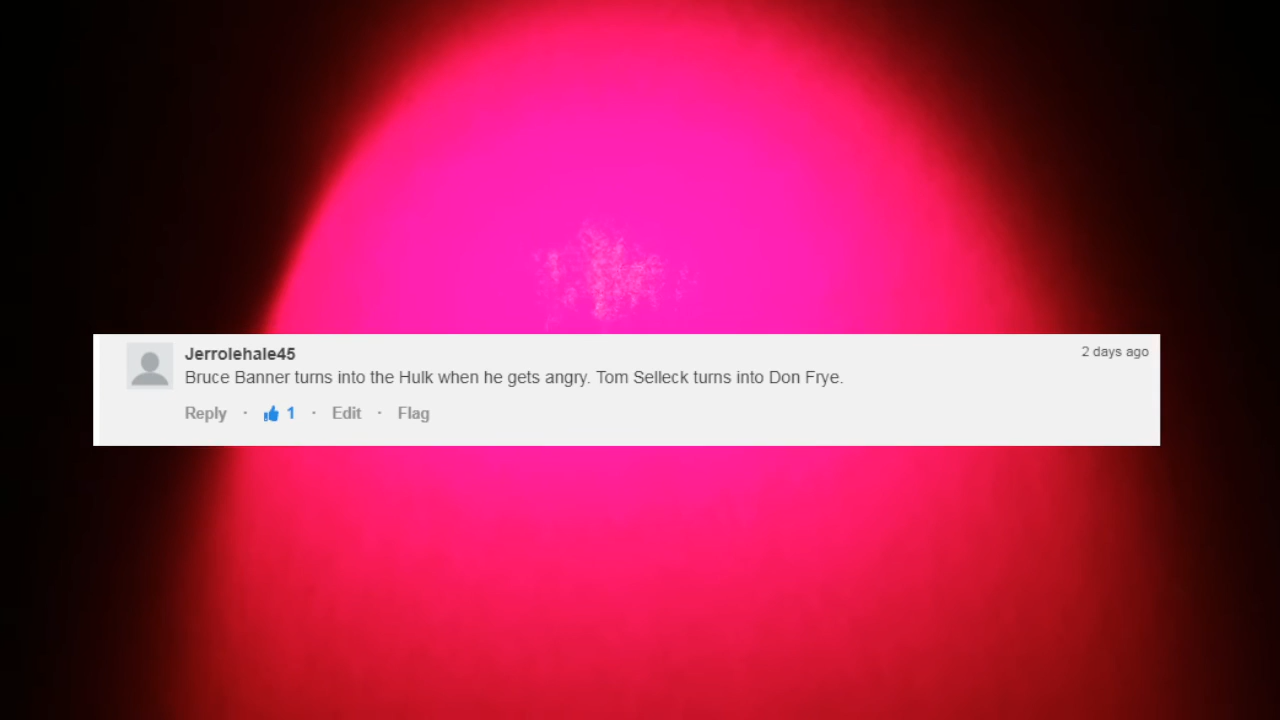 Jerrolehale45
2 days ago
Bruce Banner turns into the Hulk when he gets angry. Tom Selleck turns into Don Frye.
Reply · 1 · Edit · Flag